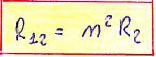 R₁₂ = m² R₂